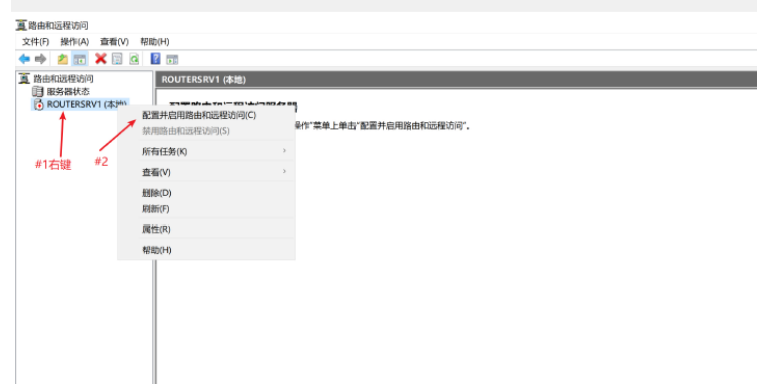 路由和远程访问
文件(F) 操作(A) 查看(V) 帮助(H)
路由和远程访问
服务器状态
ROUTERSRV1 (本地)
ROUTERSRV1 (本地)
配置并启用路由和远程访问(C)
禁用路由和远程访问(S)
所有任务(K)
查看(V)
删除(D)
刷新(F)
属性(R)
帮助(H)
操作"菜单上单击"配置并启用路由和远程访问"。
#1右键
#2